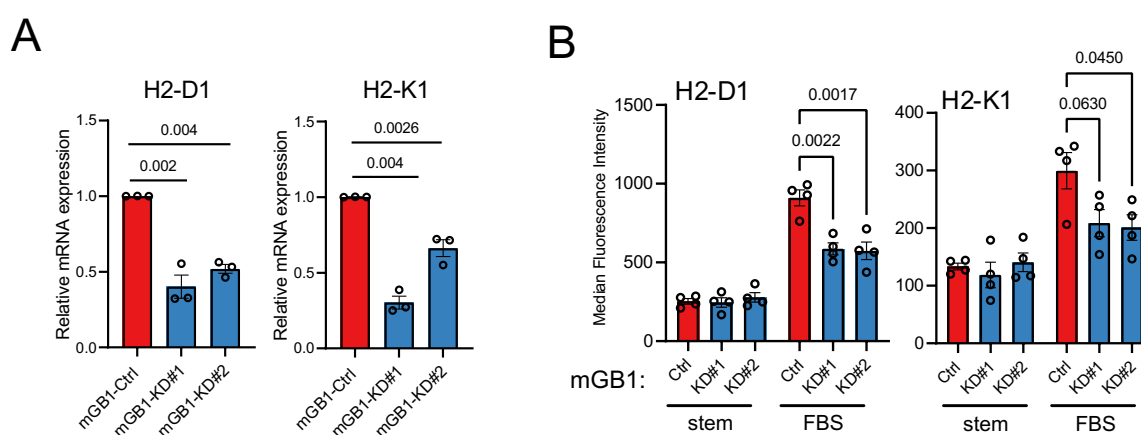 A
H2-D1
Relative mRNA expression
1.5
1.0
0.5
0.0
0.004
0.002
mGB1-Ctrl
mGB1-KD#1
mGB1-KD#2
H2-K1
Relative mRNA expression
1.5
1.0
0.5
0.0
0.0026
0.004
mGB1-Ctrl
mGB1-KD#1
mGB1-KD#2
B
H2-D1
Median Fluorescence Intensity
1500
1000
500
0
0.0017
0.0022
mGB1:
Ctrl
KD#1
KD#2
Ctrl
KD#1
KD#2
stem
FBS
H2-K1
400
300
200
100
0
0.0450
0.0630
Ctrl
KD#1
KD#2
Ctrl
KD#1
KD#2
stem
FBS